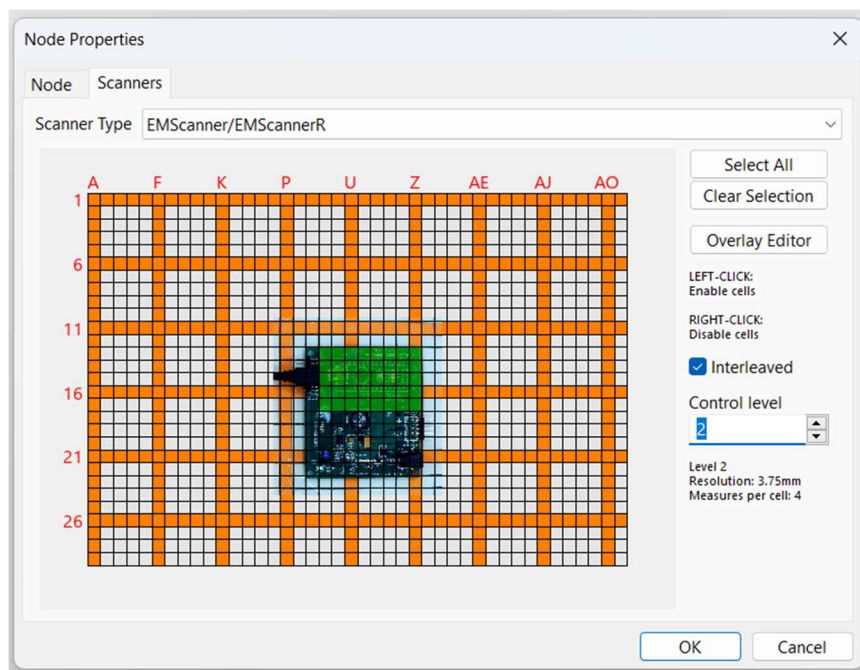 Node Properties
Node Scanners
Scanner Type EMScanner/EMScannerR
A F K P U Z AE AJ AO
1
6
11
16
21
26
Select All
Clear Selection
Overlay Editor
LEFT-CLICK:
Enable cells
RIGHT-CLICK:
Disable cells
Interleaved
Control level
2
Level 2
Resolution: 3.75mm
Measures per cell: 4
OK Cancel